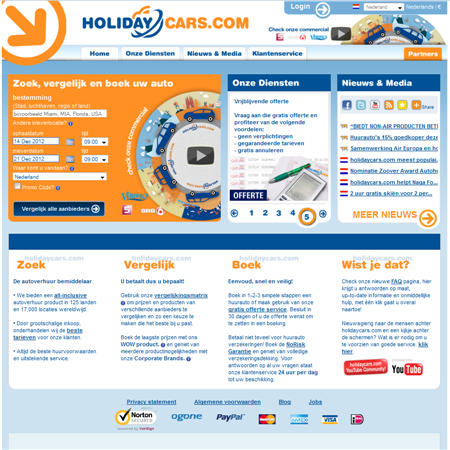 Login
Nederland
Nederlands | €
HOLIDAY CARS.COM
Check onze commercial
Home
Onze Diensten
Nieuws & Media
Klantenservice
Partners
Zoek, vergelijk en boek uw auto
bestemming
(Stad, luchthaven, regio of land)
bijvoorbeeld Miami, MIA, Florida, USA
Andere inleverlocatie?
ophaaldatum
tijd
14 Dec 2012
09:00
inleverdatum
tijd
21 Dec 2012
09:00
Waar komt u vandaan?
Nederland
Promo Code?
Vergelijk alle aanbieders
check onze commercial
Onze Diensten
Vrijblijvende offerte
Vraag aan de gratis offerte en
profiteer van de volgende
voordelen:
- geen verplichtingen
- gegarandeerde tarieven
- gratis annuleren
OFFERTE
1 2 3 4 5
Nieuws & Media
Share
"BIEDT NON-AIR PRODUCTEN BETE
Huurauto's 15% goedkoper deze
Samenwerking Air Europa en ho
holidaycars.com meest populai..
Nominatie Zoover Award Autoh
holidaycars.com helpt Naga Fo...
2 uur gratis skiën voor 2 per...
MEER NIEUWS
holidaycars.com
holidaycars.com
holidaycars.com
holidaycars.com
Zoek
De autoverhuur bemiddelaar
• We bieden een all-inclusive
autoverhuur product in 125 landen
en 17,000 locaties wereldwijd.
• Door grootschalige inkoop,
onderhandelen wij de beste
tarieven voor onze klanten.
• Altijd de beste huurvoorwaarden
en uitstekende service.
Vergelijk
U betaalt dus u bepaalt!
Gebruik onze vergelijkingsmatrix
om prijzen en producten van
verschillende aanbieders te
vergelijken en zo een keuze te
maken die het beste bij u past.
Boek de laagste prijzen met ons
WOW product. en geniet van
meerdere productmogelijkheden met
onze Corporate Brands.
Boek
Eenvoud, snel en veilig!
Boek in 1-2-3 simpele stappen een
huurauto of maak gebruik van onze
gratis offerte service. Besluit in
30 dagen of u de offerte wenst om
te zetten in een boeking.
Betaal niet teveel voor huurauto
verzekeringen! Boek de NoRisk
Garantie en geniet van volledige
verzekeringsdekking. Voor
antwoorden op al uw vragen staat
onze klantenservice 24 uur per dag
tot uw beschikking.
Wist je dat?
Check onze nieuwe FAQ pagina, hier
krijgt u antwoorden op maat,
up-to-date informatie en onmiddellijke
hulp, met één klik gaat u overal
naartoe!
Nieuwsgierig naar de mensen achter
holidaycars.com en een kijkje achter
de schermen? Wat is er nodig om u
te voorzien van goede service. klik
hier.
holidaycars.com
YouTube Community!
YouTube
Privacy statement
Algemene voorwaarden
Blog
Jobs
Norton
SECURED
powered by VeriSign
ogone
PayPal
MasterCard
VISA